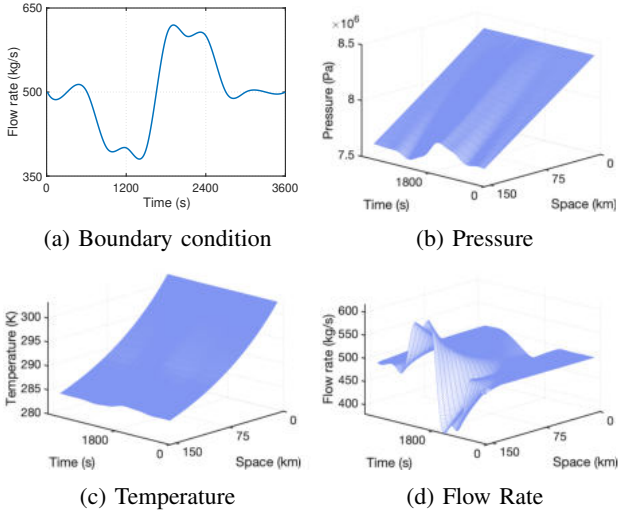 650
500
350
Flow rate (kg/s)
0
1200
2400
3600
Time (s)
(a) Boundary condition
×10⁶
8.5
8
7.5
Pressure (Pa)
1800
0
Time (s)
150
75
0
Space (km)
(b) Pressure
300
295
290
285
280
Temperature (K)
1800
0
Time (s)
150
75
0
Space (km)
(c) Temperature
600
550
500
450
400
Flow rate (kg/s)
1800
0
Time (s)
150
75
0
Space (km)
(d) Flow Rate